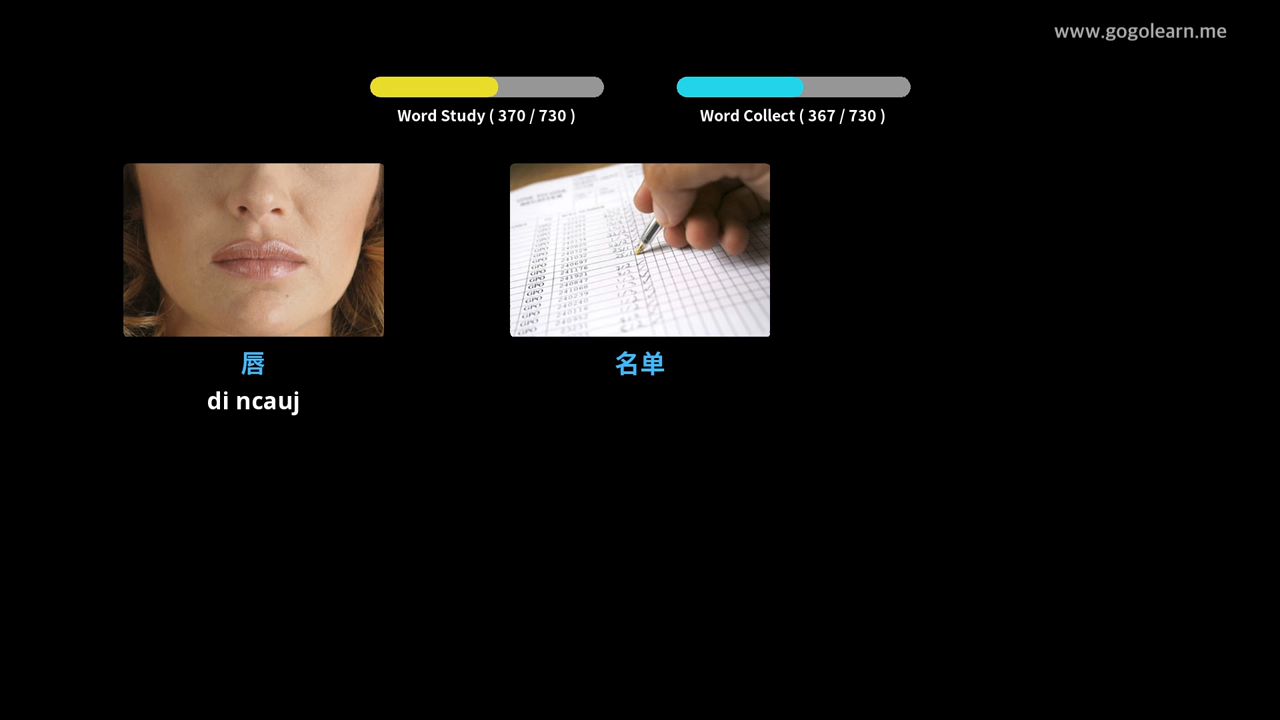 www.gogolearn.me
Word Study ( 370 / 730 )
Word Collect ( 367 / 730 )
唇
di ncauj
名单